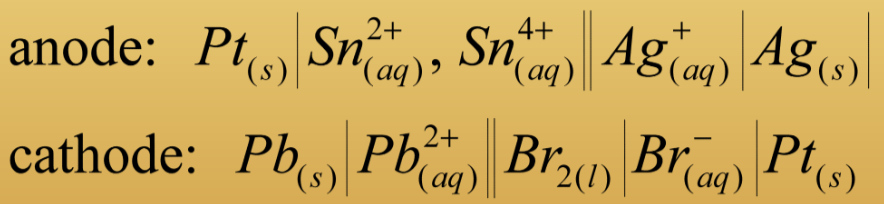 anode: Pt₍ₛ₎|Sn²⁺₍aq₎, Sn⁴⁺₍aq₎||Ag⁺₍aq₎|Ag₍ₛ₎|
cathode: Pb₍ₛ₎|Pb²⁺₍aq₎||Br₂₍l₎|Br⁻₍aq₎|Pt₍ₛ₎